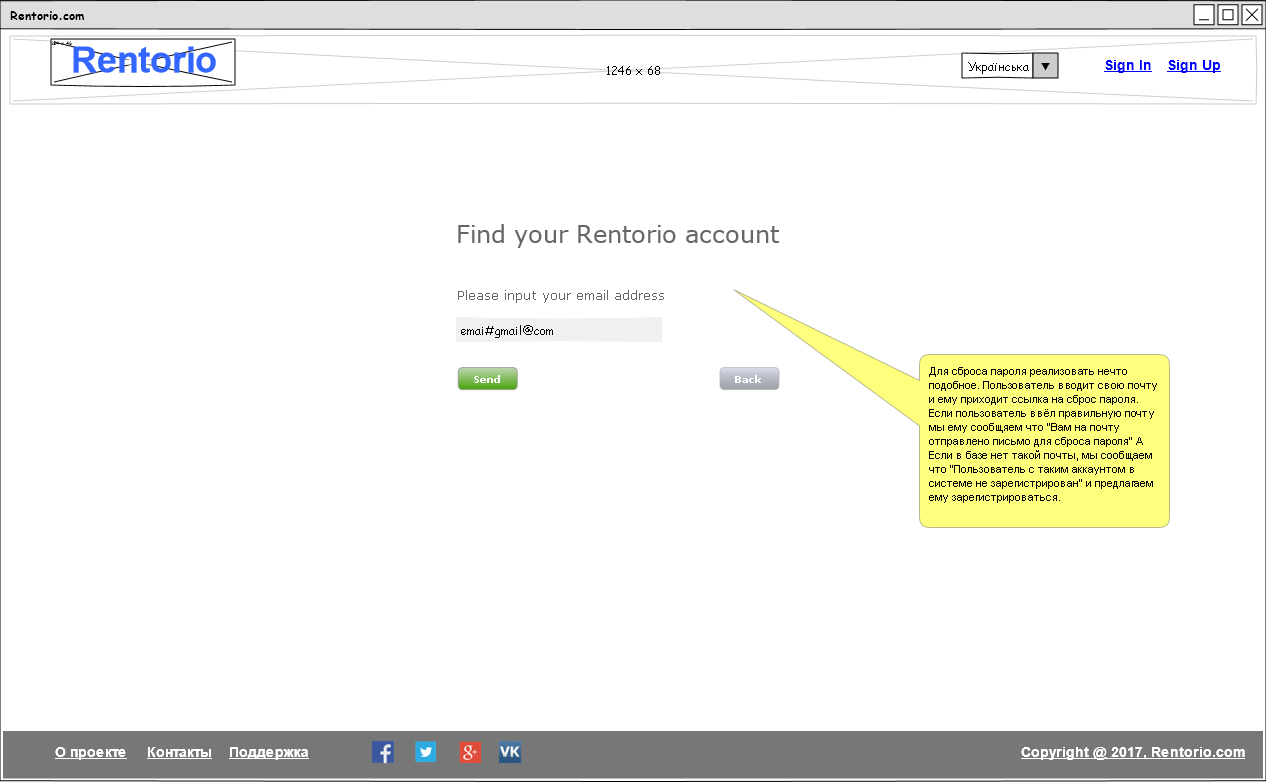 Rentorio.com
Rentorio
1246 × 68
Українська
Sign In
Sign Up
Find your Rentorio account
Please input your email address
emai#gmail@com
Send
Back
Для сброса пароля реализовать нечто
подобное. Пользователь вводит свою почту
и ему приходит ссылка на сброс пароля.
Если пользователь ввёл правильную почту
мы ему сообщяем что "Вам на почту
отправлено письмо для сброса пароля" А
Если в базе нет такой почты, мы сообщаем
что "Пользователь с таким аккаунтом в
системе не зарегистрирован" и предлагаем
ему зарегистрироваться.
О проекте
Контакты
Поддержка
f
g+
VK
Copyright @ 2017, Rentorio.com